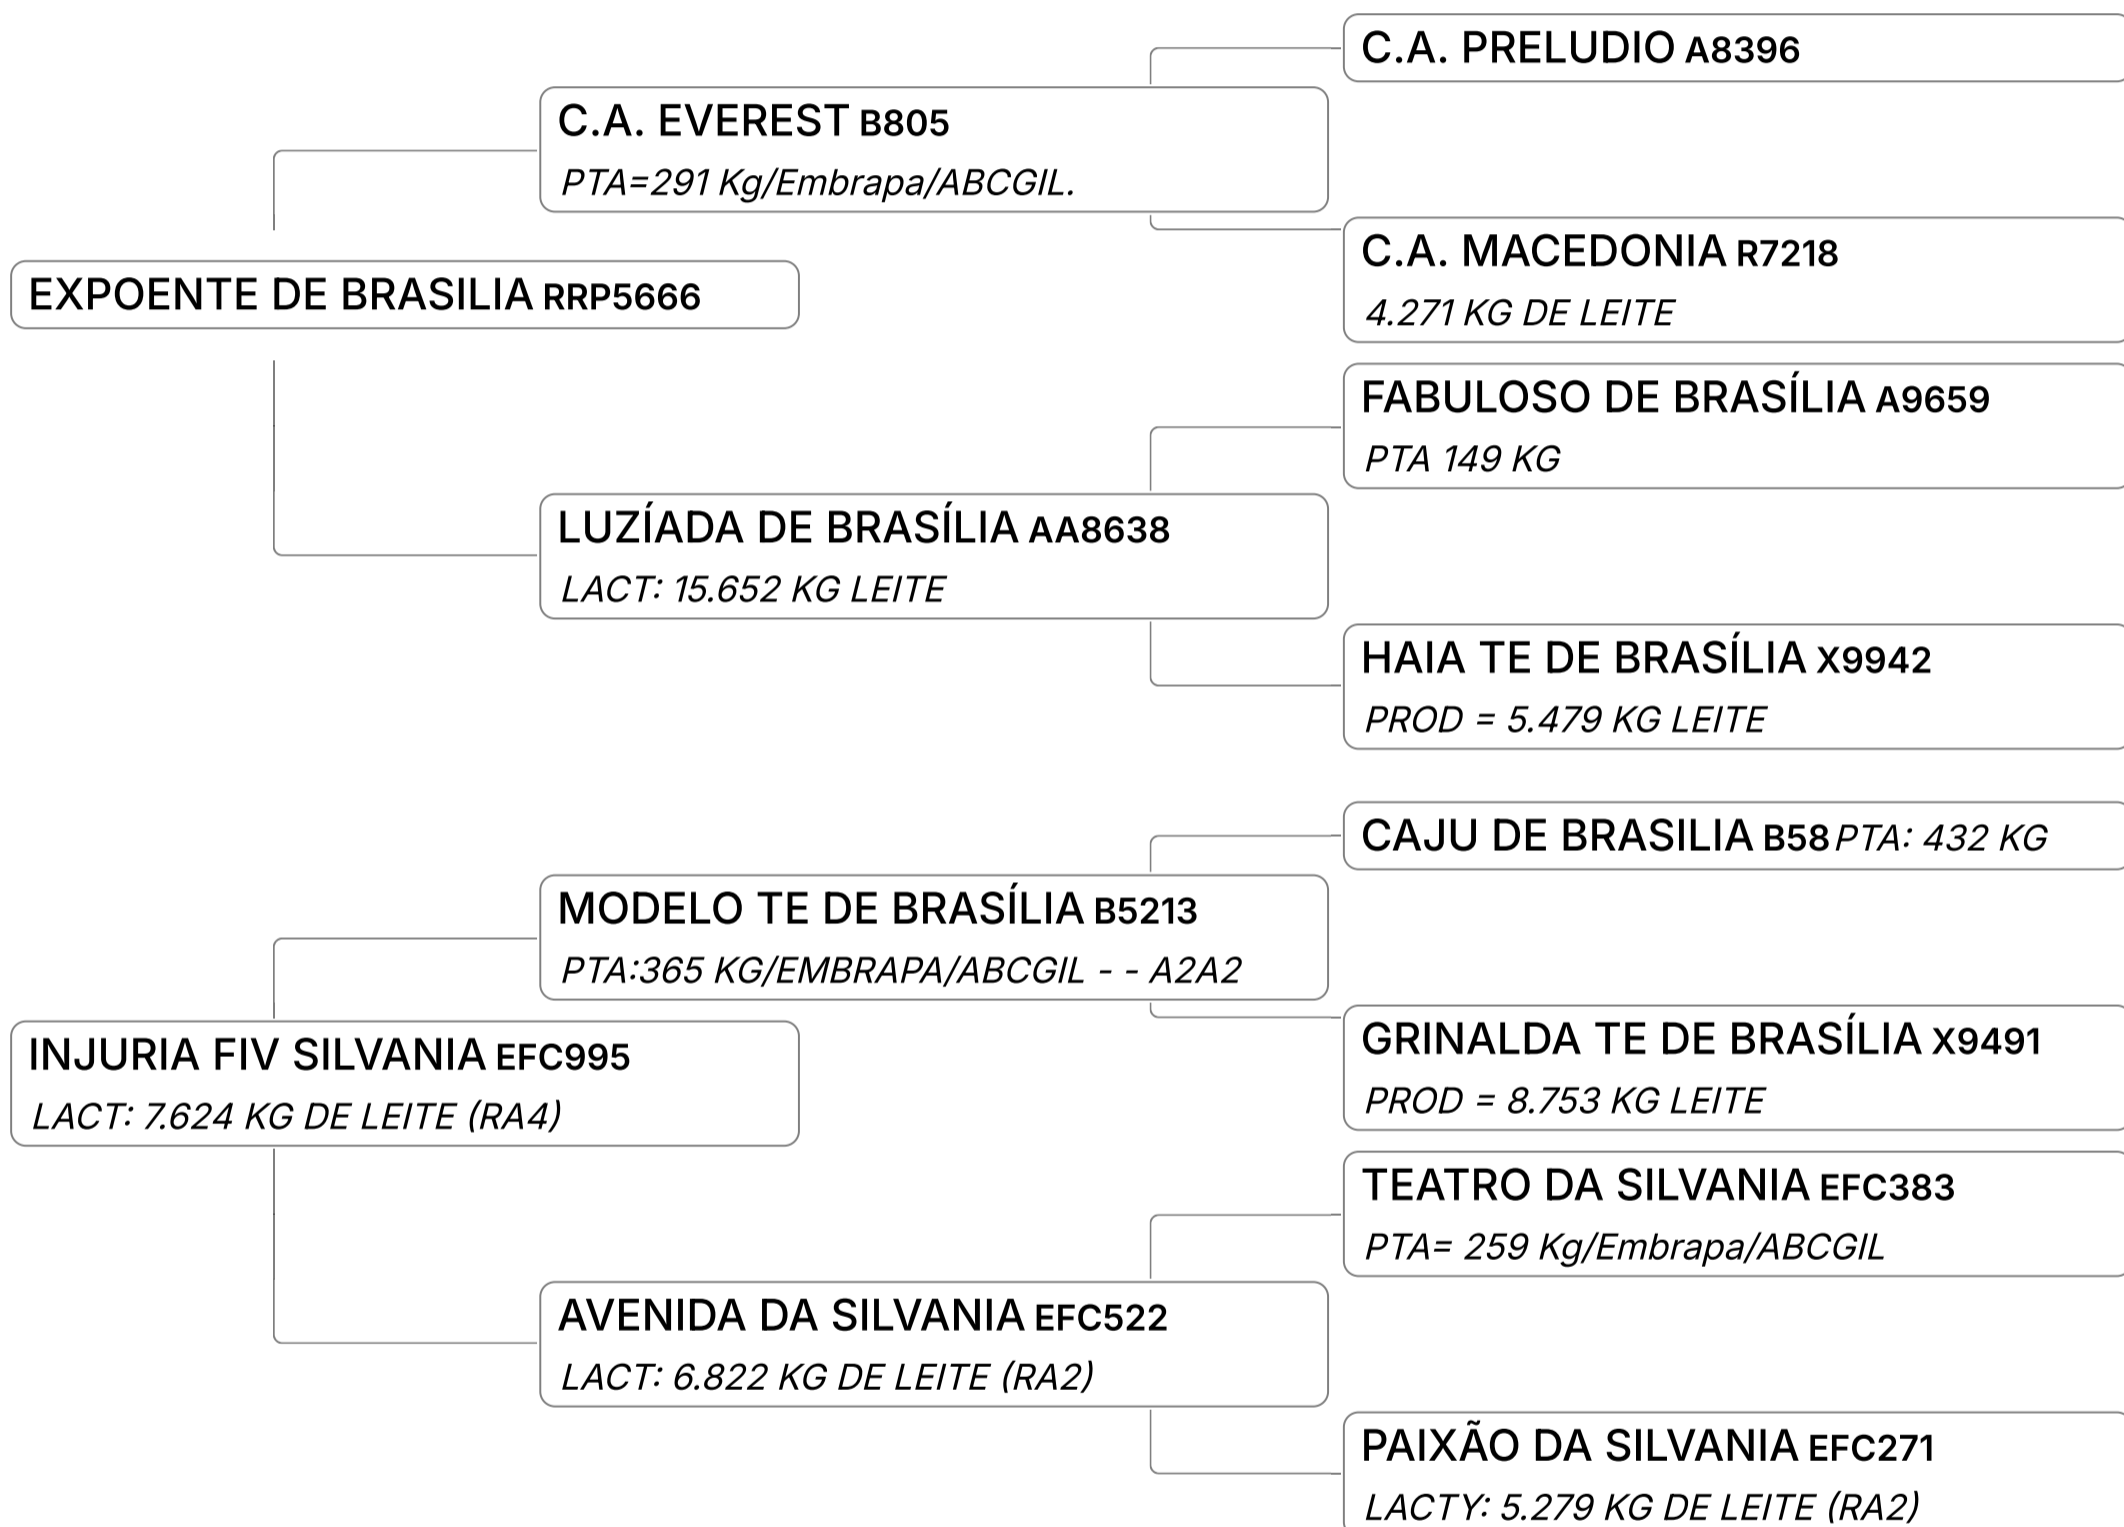 C.A. PRELUDIO A8396
C.A. EVEREST B805
PTA=291 Kg/Embrapa/ABCGIL.
C.A. MACEDONIA R7218
4.271 KG DE LEITE
EXPOENTE DE BRASILIA RRP5666
FABULOSO DE BRASÍLIA A9659
PTA 149 KG
LUZÍADA DE BRASÍLIA AA8638
LACT: 15.652 KG LEITE
HAIA TE DE BRASÍLIA X9942
PROD = 5.479 KG LEITE
CAJU DE BRASILIA B58 PTA: 432 KG
MODELO TE DE BRASÍLIA B5213
PTA:365 KG/EMBRAPA/ABCGIL - - A2A2
GRINALDA TE DE BRASÍLIA X9491
PROD = 8.753 KG LEITE
INJURIA FIV SILVANIA EFC995
LACT: 7.624 KG DE LEITE (RA4)
TEATRO DA SILVANIA EFC383
PTA= 259 Kg/Embrapa/ABCGIL
AVENIDA DA SILVANIA EFC522
LACT: 6.822 KG DE LEITE (RA2)
PAIXÃO DA SILVANIA EFC271
LACTY: 5.279 KG DE LEITE (RA2)